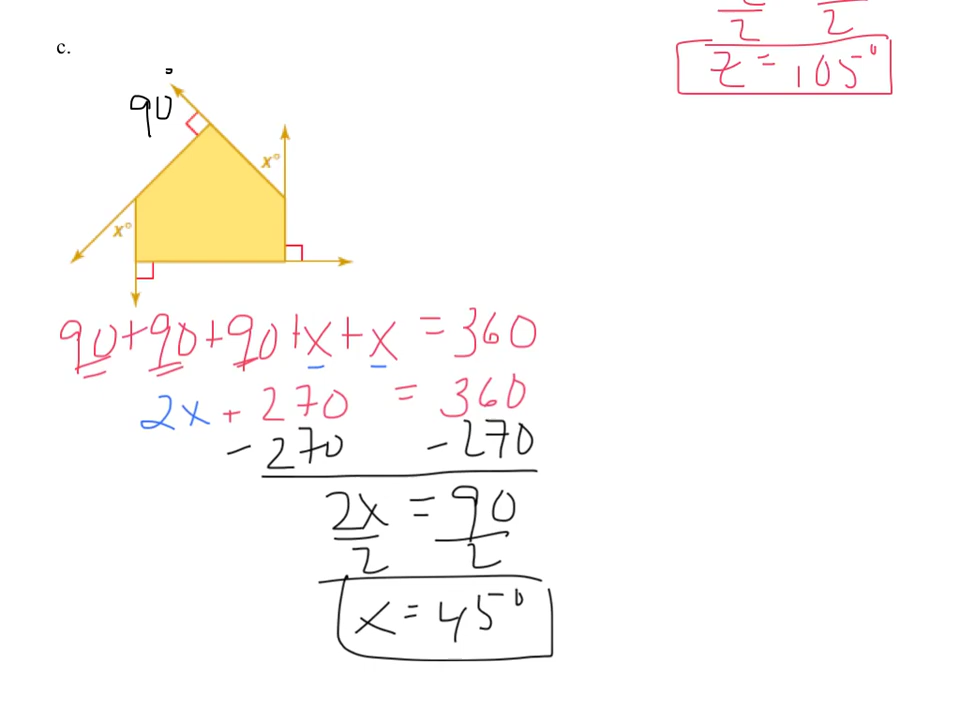 2 2
z = 105°
c.
90°
x°
x°
90+90+90+x+x = 360
2x + 270 = 360
-270 -270
2x = 90
2 2
x = 45°